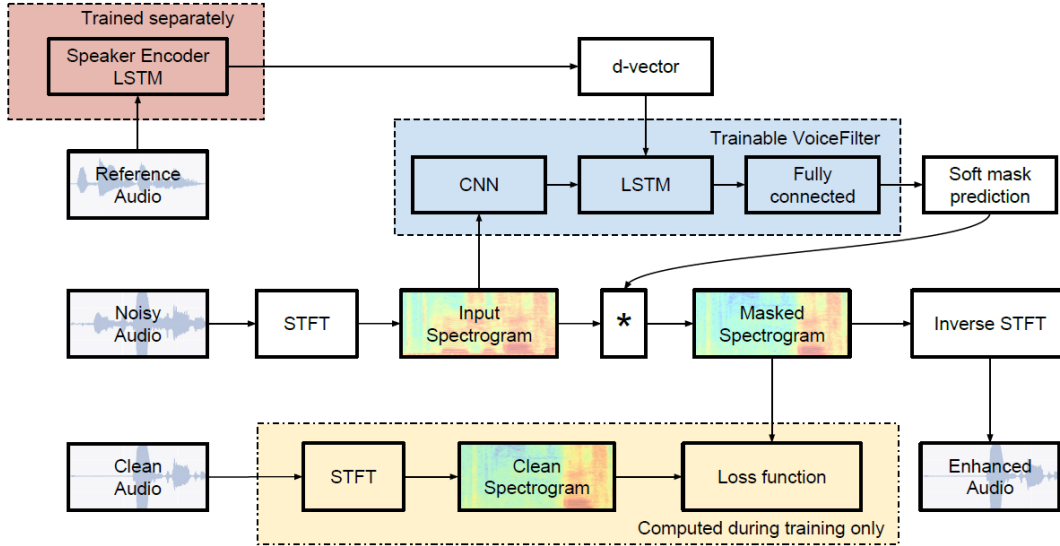 Trained separately
Speaker Encoder
LSTM
d-vector
Trainable VoiceFilter
Reference
Audio
CNN
LSTM
Fully
connected
Soft mask
prediction
Noisy
Audio
STFT
Input
Spectrogram
*
Masked
Spectrogram
Inverse STFT
Clean
Audio
STFT
Clean
Spectrogram
Loss function
Enhanced
Audio
Computed during training only